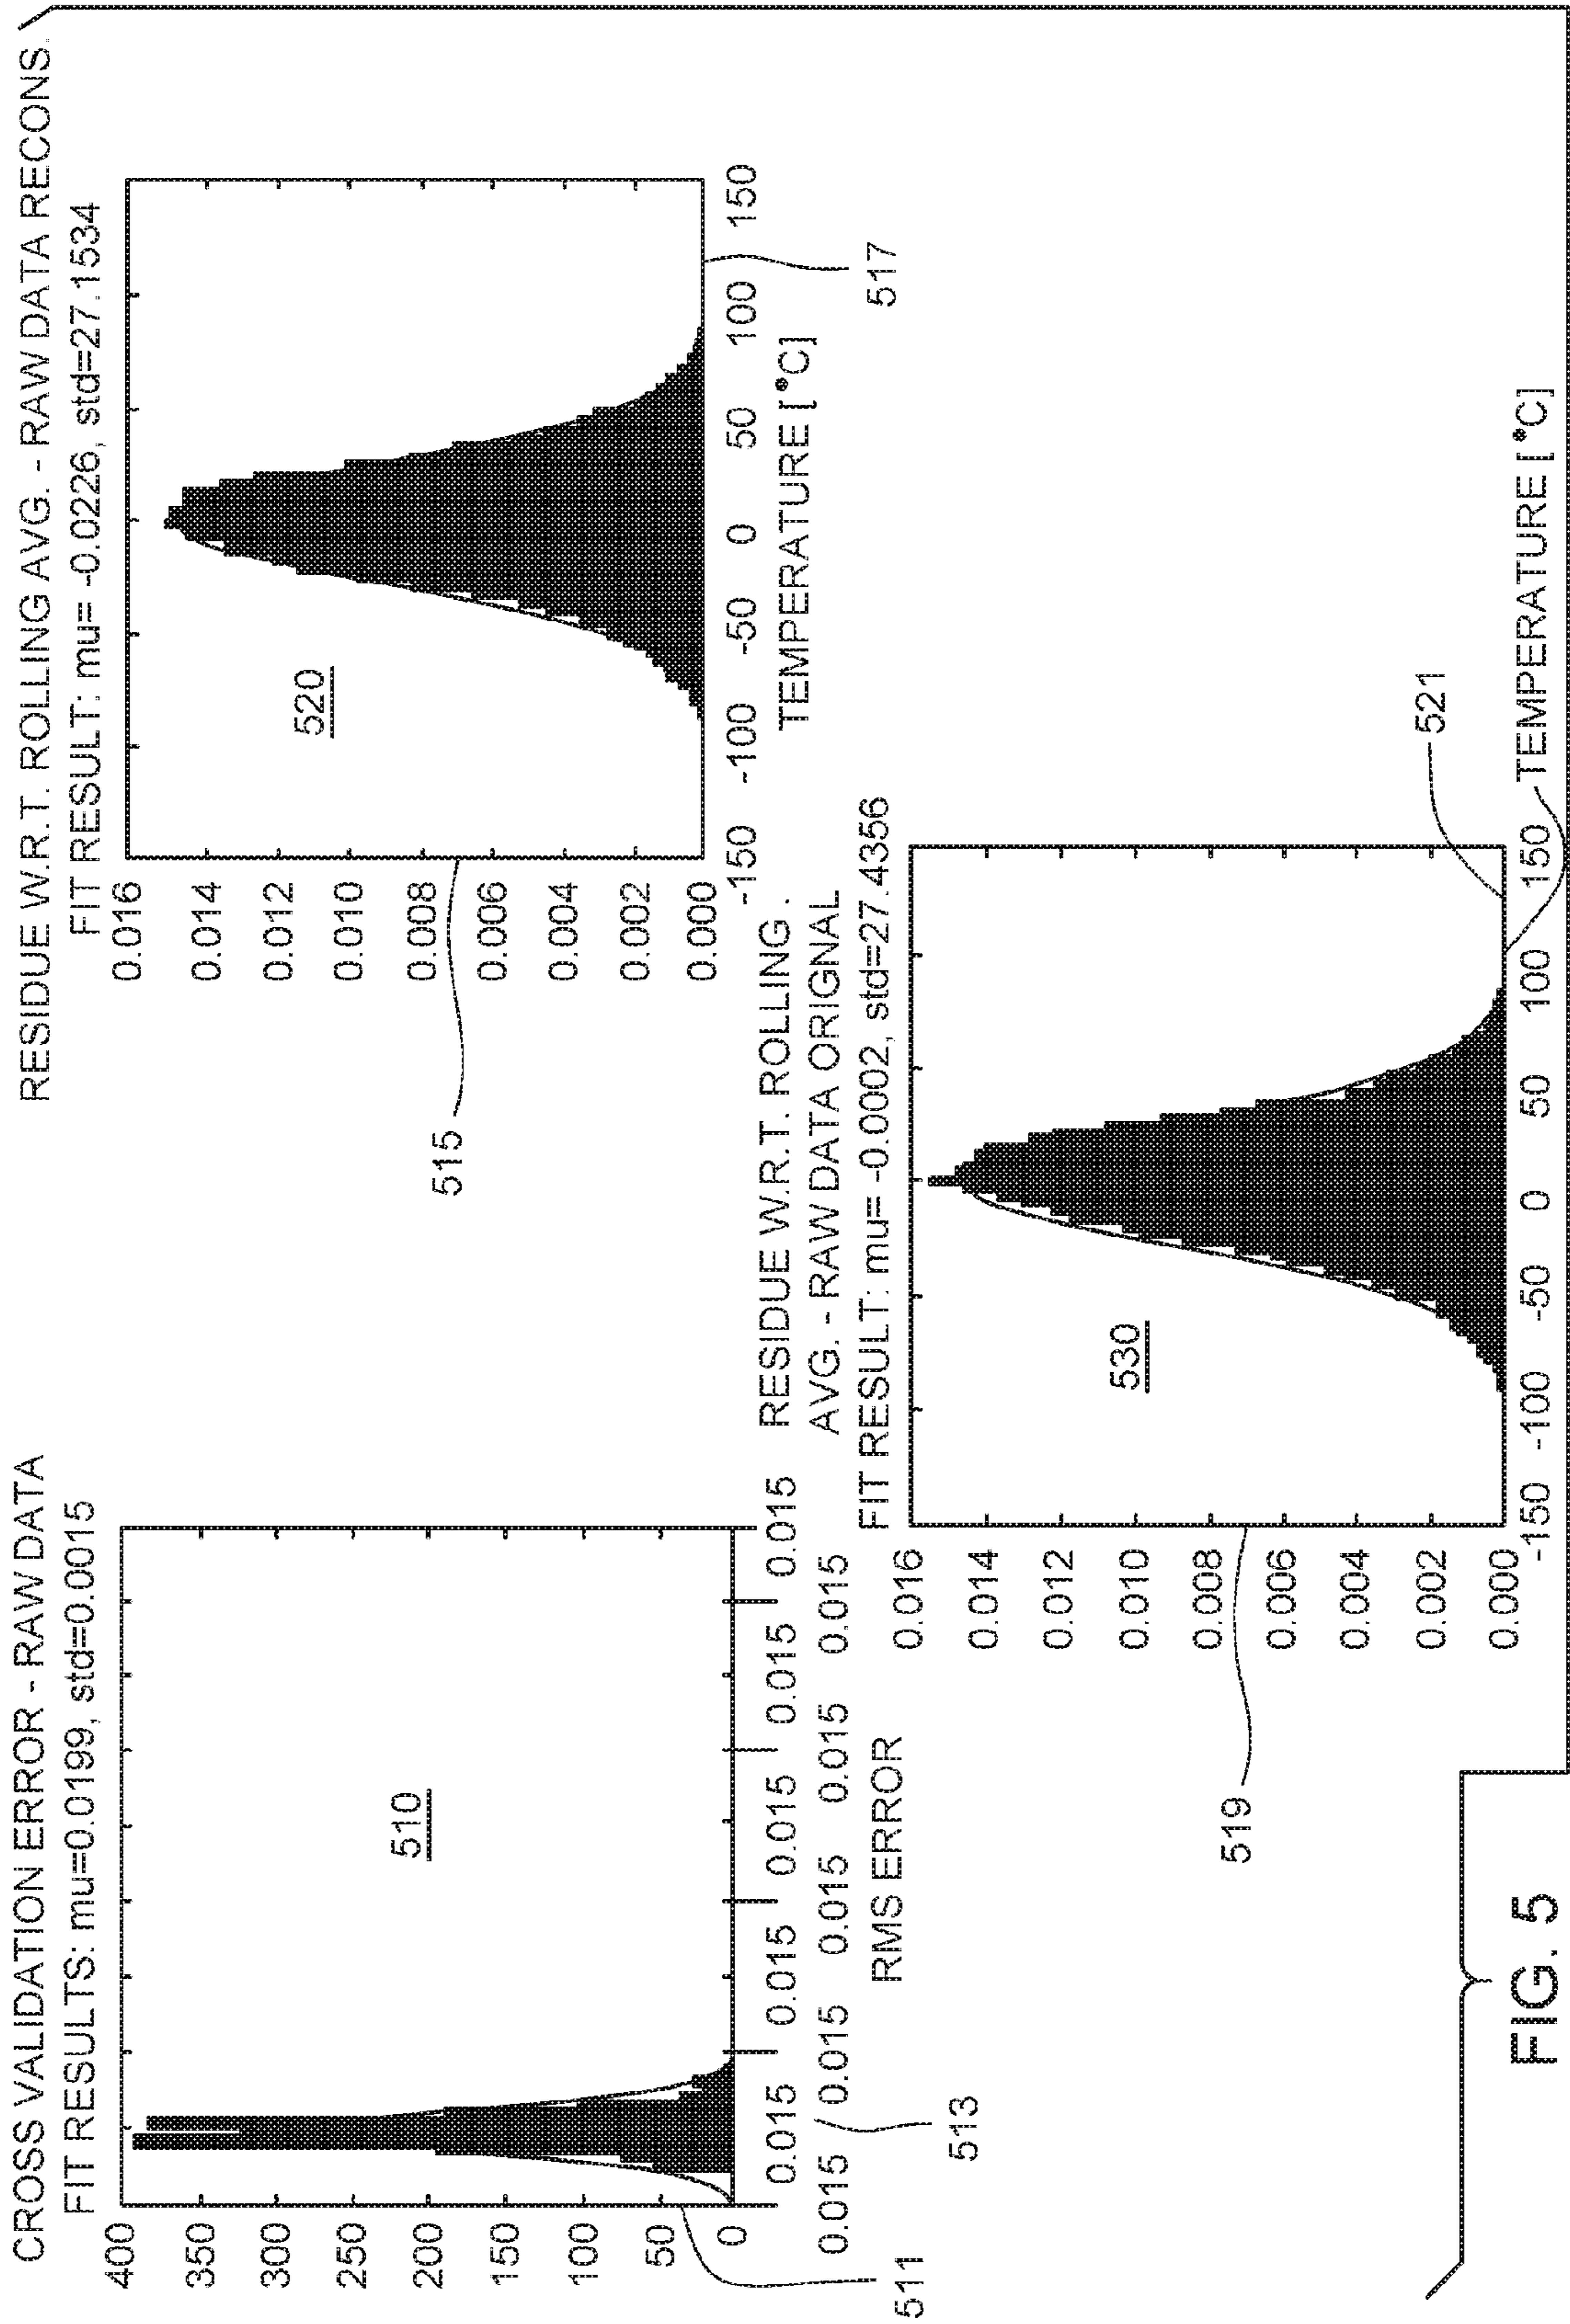 CROSS VALIDATION ERROR - RAW DATA
FIT RESULTS: mu=0.0199, std=0.0015
400
350
300
250
200
150
100
50
0
510
0.015 0.015 0.015 0.015 0.015
0.015 0.015 0.015 0.015 0.015
RMS ERROR
511
513
RESIDUE W.R.T. ROLLING AVG. - RAW DATA RECONS.
FIT RESULT: mu= -0.0226, std=27.1534
0.016
0.014
0.012
0.010
0.008
0.006
0.004
0.002
0.000
520
-150 -100 -50 0 50 100 150
TEMPERATURE [°C]
515
517
RESIDUE W.R.T. ROLLING .
AVG. - RAW DATA ORIGNAL
FIT RESULT: mu= -0.0002, std=27.4356
0.016
0.014
0.012
0.010
0.008
0.006
0.004
0.002
0.000
530
-150 -100 -50 0 50 100 150
TEMPERATURE [°C]
519
521
FIG. 5